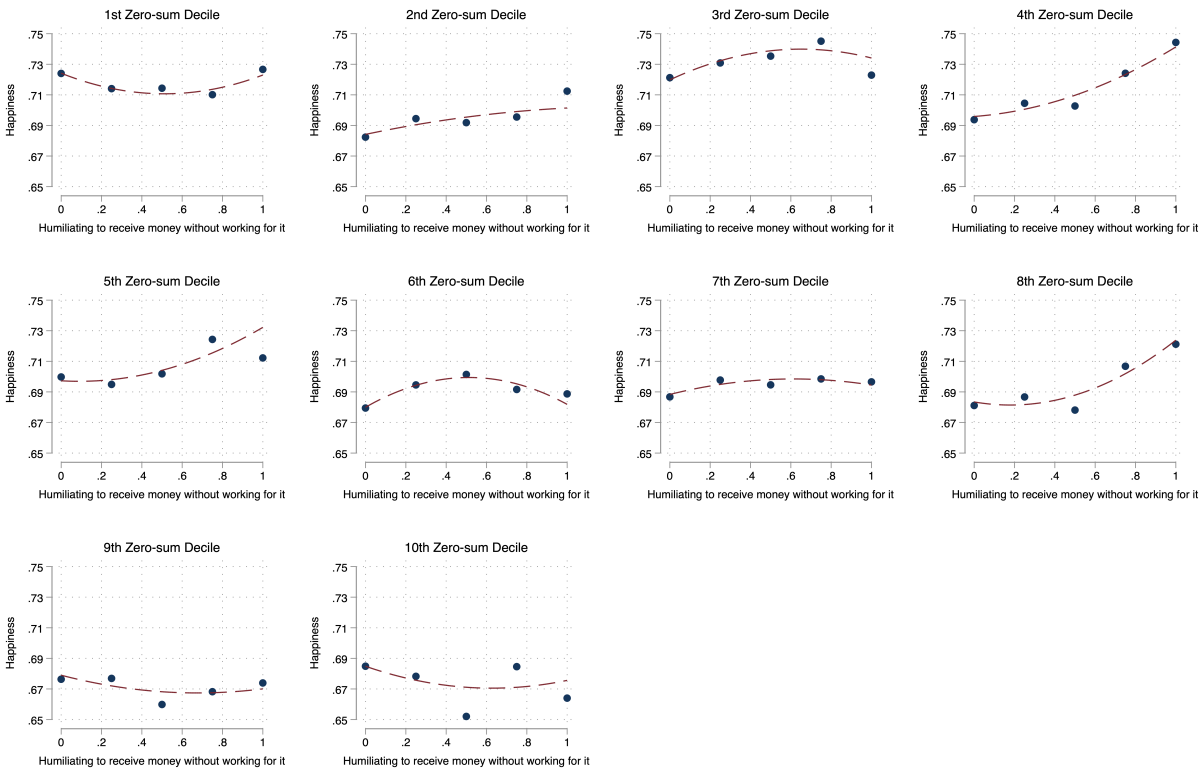 1st Zero-sum Decile
.75
.73
.71
.69
.67
.65
Happiness
0 .2 .4 .6 .8 1
Humiliating to receive money without working for it
2nd Zero-sum Decile
.75
.73
.71
.69
.67
.65
Happiness
0 .2 .4 .6 .8 1
Humiliating to receive money without working for it
3rd Zero-sum Decile
.75
.73
.71
.69
.67
.65
Happiness
0 .2 .4 .6 .8 1
Humiliating to receive money without working for it
4th Zero-sum Decile
.75
.73
.71
.69
.67
.65
Happiness
0 .2 .4 .6 .8 1
Humiliating to receive money without working for it
5th Zero-sum Decile
.75
.73
.71
.69
.67
.65
Happiness
0 .2 .4 .6 .8 1
Humiliating to receive money without working for it
6th Zero-sum Decile
.75
.73
.71
.69
.67
.65
Happiness
0 .2 .4 .6 .8 1
Humiliating to receive money without working for it
7th Zero-sum Decile
.75
.73
.71
.69
.67
.65
Happiness
0 .2 .4 .6 .8 1
Humiliating to receive money without working for it
8th Zero-sum Decile
.75
.73
.71
.69
.67
.65
Happiness
0 .2 .4 .6 .8 1
Humiliating to receive money without working for it
9th Zero-sum Decile
.75
.73
.71
.69
.67
.65
Happiness
0 .2 .4 .6 .8 1
Humiliating to receive money without working for it
10th Zero-sum Decile
.75
.73
.71
.69
.67
.65
Happiness
0 .2 .4 .6 .8 1
Humiliating to receive money without working for it